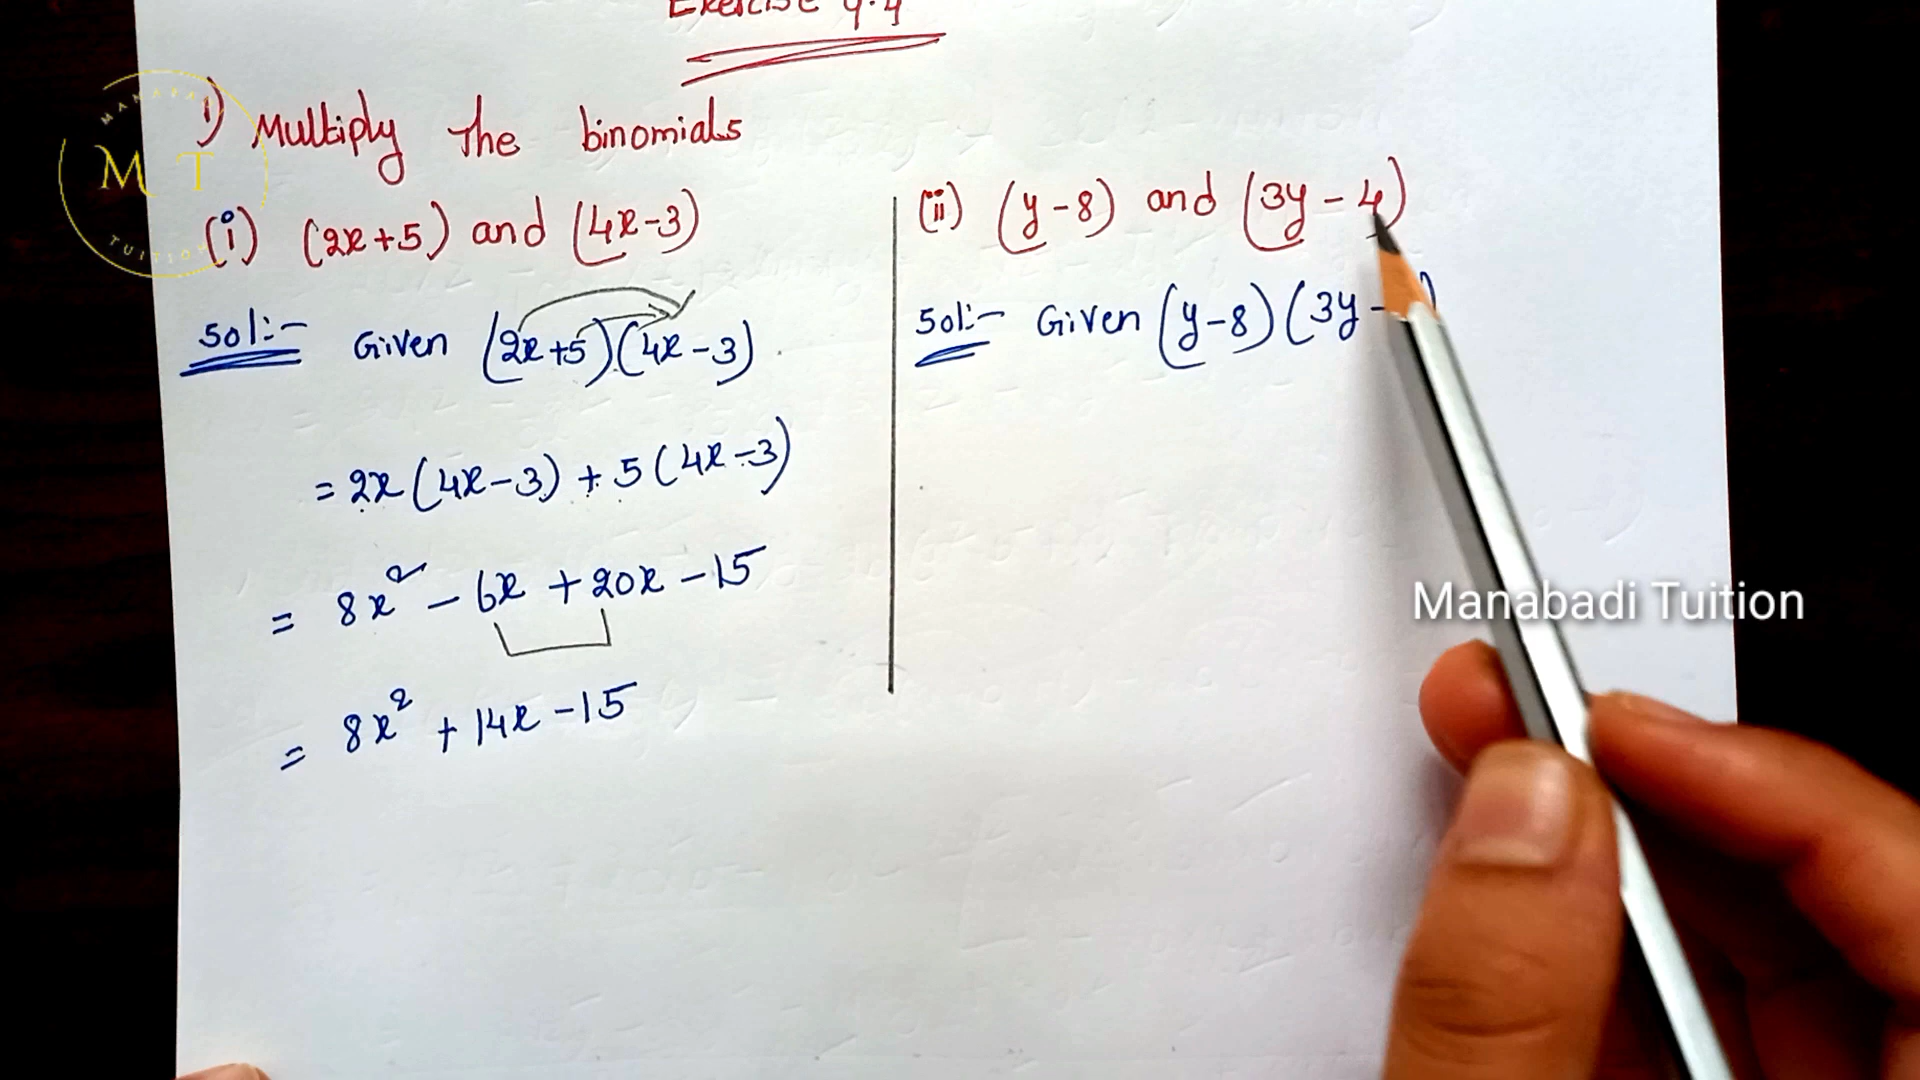 Exercise 9.4
1) Multiply the binomials
(i) (2x+5) and (4x-3)
Sol:- Given (2x+5)(4x-3)
= 2x(4x-3) + 5(4x-3)
= 8x² - 6x + 20x - 15
= 8x² + 14x - 15
(ii) (y-8) and (3y-4)
Sol:- Given (y-8)(3y-
MANABADI
M T
TUITION
Manabadi Tuition